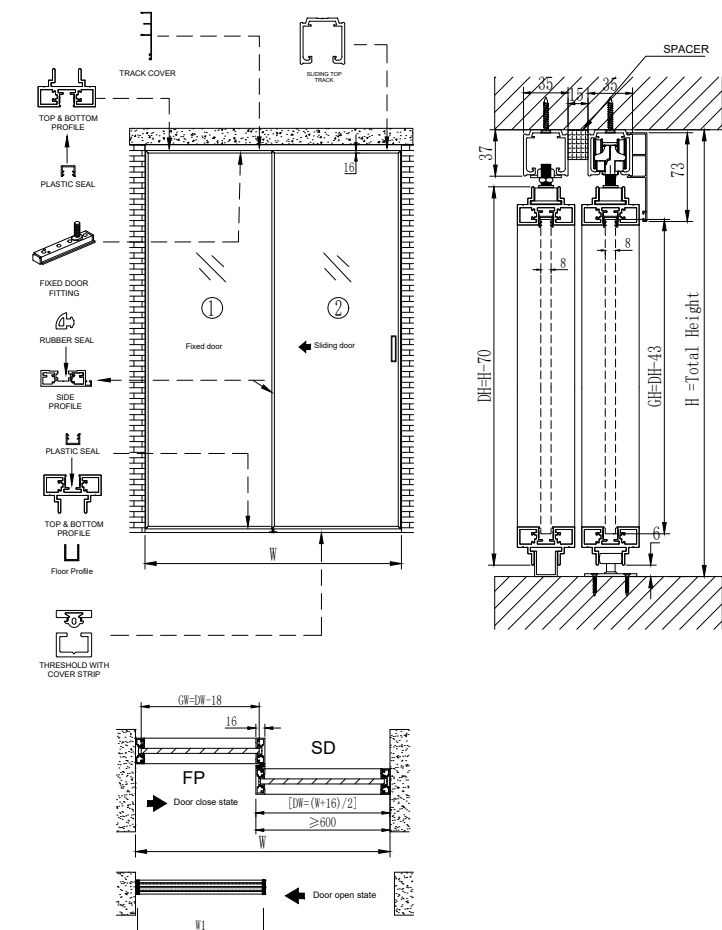 TRACK COVER
SLIDING TOP
TRACK
TOP & BOTTOM
PROFILE
PLASTIC SEAL
FIXED DOOR
FITTING
RUBBER SEAL
SIDE
PROFILE
PLASTIC SEAL
TOP & BOTTOM
PROFILE
Floor Profile
THRESHOLD WITH
COVER STRIP
16
1
Fixed door
2
Sliding door
W
SPACER
35
15
35
37
73
8
8
DH=H-70
GH=DH-43
H =Total Height
6
GW=DW-18
16
SD
FP
Door close state
[DW=(W+16)/2]
≥600
W
Door open state
W1